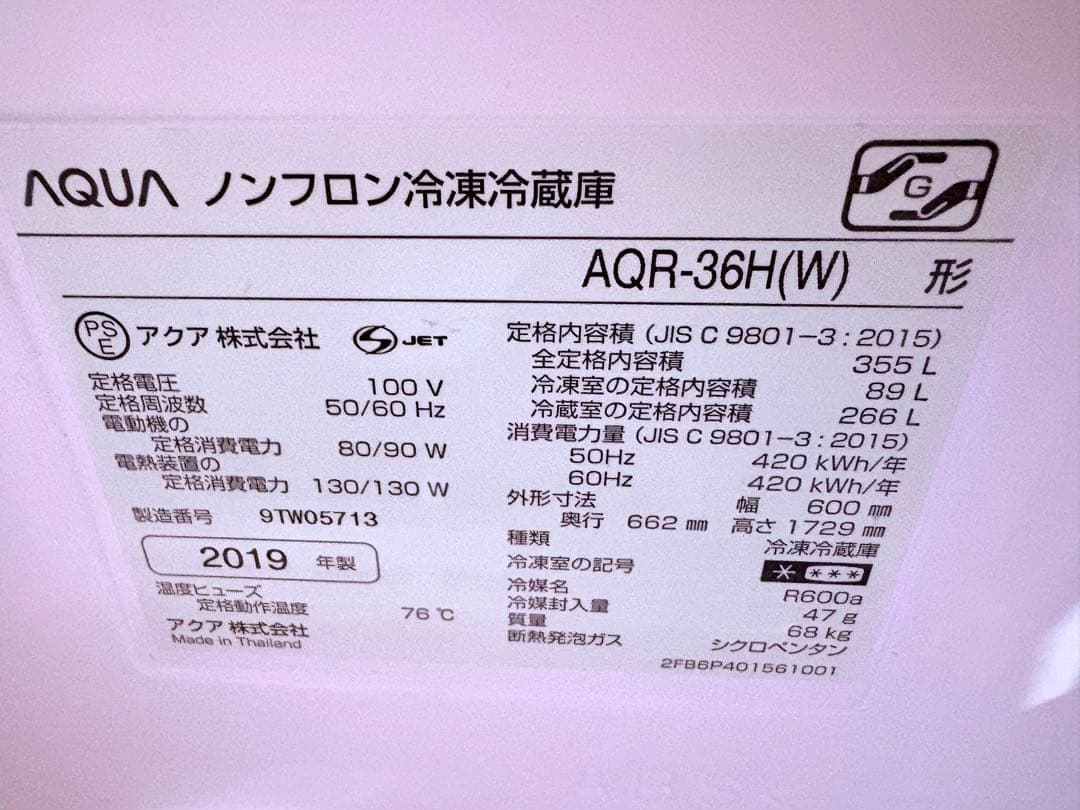 AQUA ノンフロン冷凍冷蔵庫
G
AQR-36H(W) 形
PSE アクア 株式会社 JET
定格電圧 100 V
定格周波数 50/60 Hz
電動機の
定格消費電力 80/90 W
電熱装置の
定格消費電力 130/130 W
製造番号 9TW05713
2019 年製
温度ヒューズ
定格動作温度 76 ℃
アクア 株式会社
Made in Thailand
定格内容積 (JIS C 9801-3 : 2015)
全定格内容積 355 L
冷凍室の定格内容積 89 L
冷蔵室の定格内容積 266 L
消費電力量 (JIS C 9801-3 : 2015)
50Hz 420 kWh/年
60Hz 420 kWh/年
外形寸法 幅 600 mm
奥行 662 mm 高さ 1729 mm
種類 冷凍冷蔵庫
冷凍室の記号 * ***
冷媒名 R600a
冷媒封入量 47 g
質量 68 kg
断熱発泡ガス シクロペンタン
2FB6P401561001